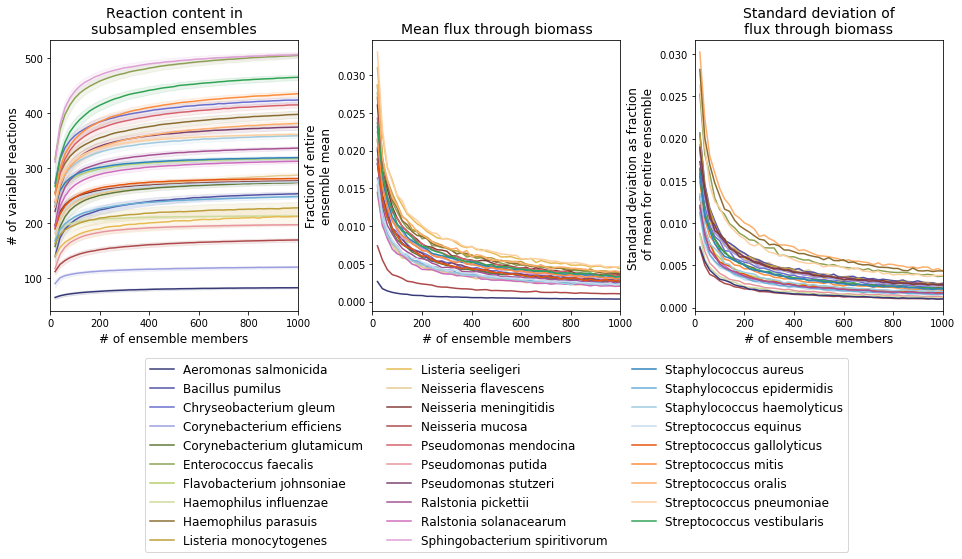 Reaction content in
subsampled ensembles
# of variable reactions
500
400
300
200
100
0
200
400
600
800
1000
# of ensemble members
Mean flux through biomass
Fraction of entire
ensemble mean
0.030
0.025
0.020
0.015
0.010
0.005
0.000
0
200
400
600
800
1000
# of ensemble members
Standard deviation of
flux through biomass
Standard deviation as fraction
of mean for entire ensemble
0.030
0.025
0.020
0.015
0.010
0.005
0.000
0
200
400
600
800
1000
# of ensemble members
Aeromonas salmonicida
Bacillus pumilus
Chryseobacterium gleum
Corynebacterium efficiens
Corynebacterium glutamicum
Enterococcus faecalis
Flavobacterium johnsoniae
Haemophilus influenzae
Haemophilus parasuis
Listeria monocytogenes
Listeria seeligeri
Neisseria flavescens
Neisseria meningitidis
Neisseria mucosa
Pseudomonas mendocina
Pseudomonas putida
Pseudomonas stutzeri
Ralstonia pickettii
Ralstonia solanacearum
Sphingobacterium spiritivorum
Staphylococcus aureus
Staphylococcus epidermidis
Staphylococcus haemolyticus
Streptococcus equinus
Streptococcus gallolyticus
Streptococcus mitis
Streptococcus oralis
Streptococcus pneumoniae
Streptococcus vestibularis